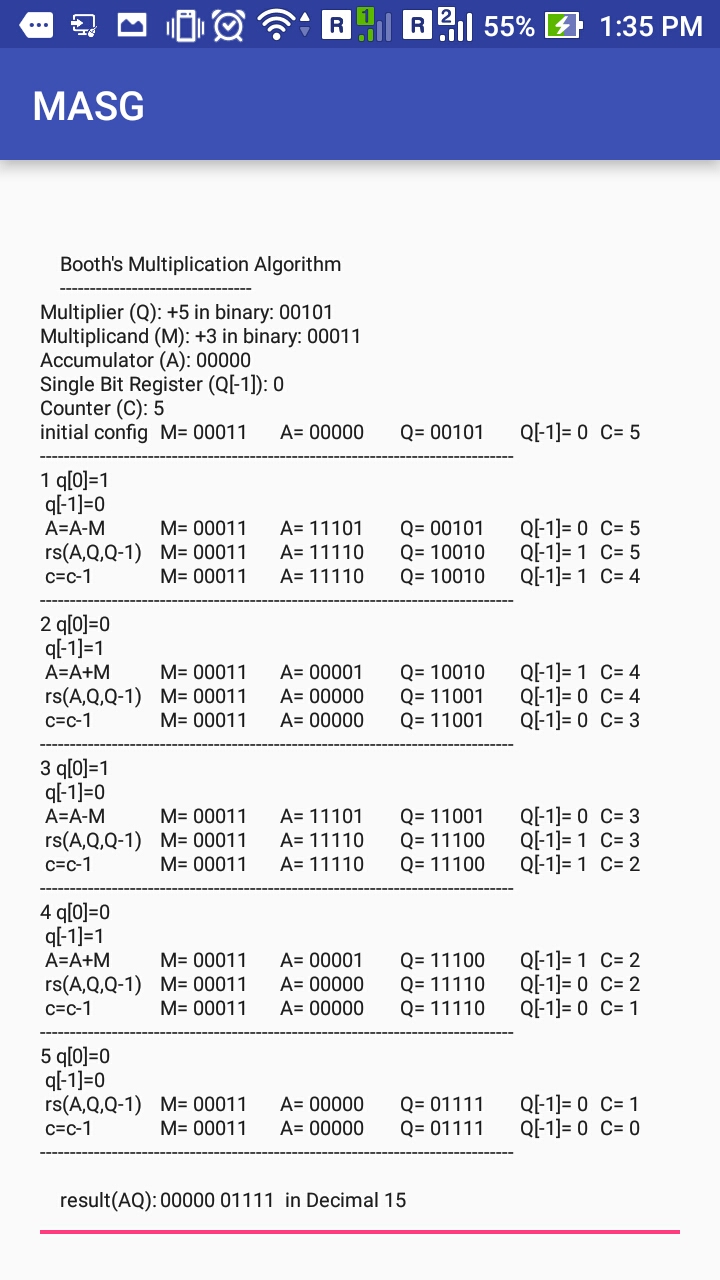 R 1 R 2 55% 1:35 PM
MASG
Booth's Multiplication Algorithm
--------------------------------
Multiplier (Q): +5 in binary: 00101
Multiplicand (M): +3 in binary: 00011
Accumulator (A): 00000
Single Bit Register (Q[-1]): 0
Counter (C): 5
initial config M= 00011 A= 00000 Q= 00101 Q[-1]= 0 C= 5
-------------------------------------------------------------------------------
1 q[0]=1
q[-1]=0
A=A-M M= 00011 A= 11101 Q= 00101 Q[-1]= 0 C= 5
rs(A,Q,Q-1) M= 00011 A= 11110 Q= 10010 Q[-1]= 1 C= 5
c=c-1 M= 00011 A= 11110 Q= 10010 Q[-1]= 1 C= 4
-------------------------------------------------------------------------------
2 q[0]=0
q[-1]=1
A=A+M M= 00011 A= 00001 Q= 10010 Q[-1]= 1 C= 4
rs(A,Q,Q-1) M= 00011 A= 00000 Q= 11001 Q[-1]= 0 C= 4
c=c-1 M= 00011 A= 00000 Q= 11001 Q[-1]= 0 C= 3
-------------------------------------------------------------------------------
3 q[0]=1
q[-1]=0
A=A-M M= 00011 A= 11101 Q= 11001 Q[-1]= 0 C= 3
rs(A,Q,Q-1) M= 00011 A= 11110 Q= 11100 Q[-1]= 1 C= 3
c=c-1 M= 00011 A= 11110 Q= 11100 Q[-1]= 1 C= 2
-------------------------------------------------------------------------------
4 q[0]=0
q[-1]=1
A=A+M M= 00011 A= 00001 Q= 11100 Q[-1]= 1 C= 2
rs(A,Q,Q-1) M= 00011 A= 00000 Q= 11110 Q[-1]= 0 C= 2
c=c-1 M= 00011 A= 00000 Q= 11110 Q[-1]= 0 C= 1
-------------------------------------------------------------------------------
5 q[0]=0
q[-1]=0
rs(A,Q,Q-1) M= 00011 A= 00000 Q= 01111 Q[-1]= 0 C= 1
c=c-1 M= 00011 A= 00000 Q= 01111 Q[-1]= 0 C= 0
-------------------------------------------------------------------------------
result(AQ): 00000 01111 in Decimal 15